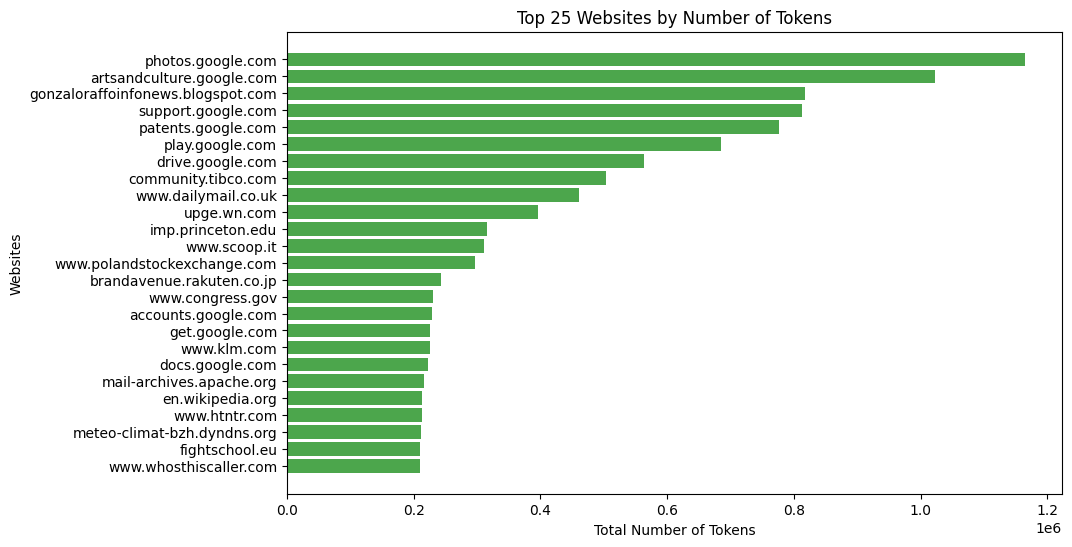 Top 25 Websites by Number of Tokens
Websites
photos.google.com
artsandculture.google.com
gonzaloraffoinfonews.blogspot.com
support.google.com
patents.google.com
play.google.com
drive.google.com
community.tibco.com
www.dailymail.co.uk
upge.wn.com
imp.princeton.edu
www.scoop.it
www.polandstockexchange.com
brandavenue.rakuten.co.jp
www.congress.gov
accounts.google.com
get.google.com
www.klm.com
docs.google.com
mail-archives.apache.org
en.wikipedia.org
www.htntr.com
meteo-climat-bzh.dyndns.org
fightschool.eu
www.whosthiscaller.com
0.0 0.2 0.4 0.6 0.8 1.0 1.2
1e6
Total Number of Tokens